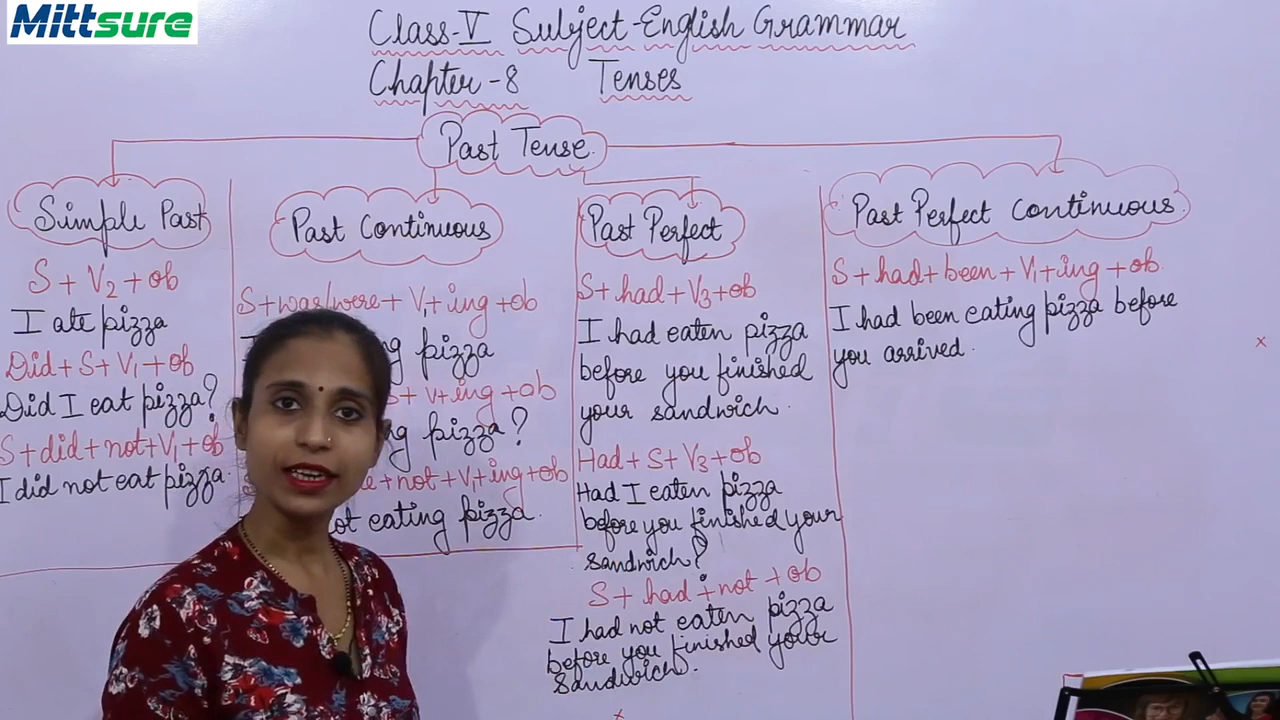 Mittsure
Class-V Subject-English Grammar
Chapter-8 Tenses
Past Tense
Simple Past
S + V2 + ob
I ate pizza
Did + S + V1 + ob
Did I eat pizza?
S + did + not + V1 + ob
I did not eat pizza
Past Continuous
S + was/were + V1 + ing + ob
pizza
S + V + ing + ob
pizza?
+ not + V + ing + ob
eating pizza.
Past Perfect
S + had + V3 + ob
I had eaten pizza
before you finished
your sandwich.
Had + S + V3 + ob
Had I eaten pizza
before you finished your
sandwich?
S + had + not + ob
I had not eaten pizza
before you finished your
sandwich.
Past Perfect Continuous
S + had + been + V1 + ing + ob
I had been eating pizza before
you arrived.